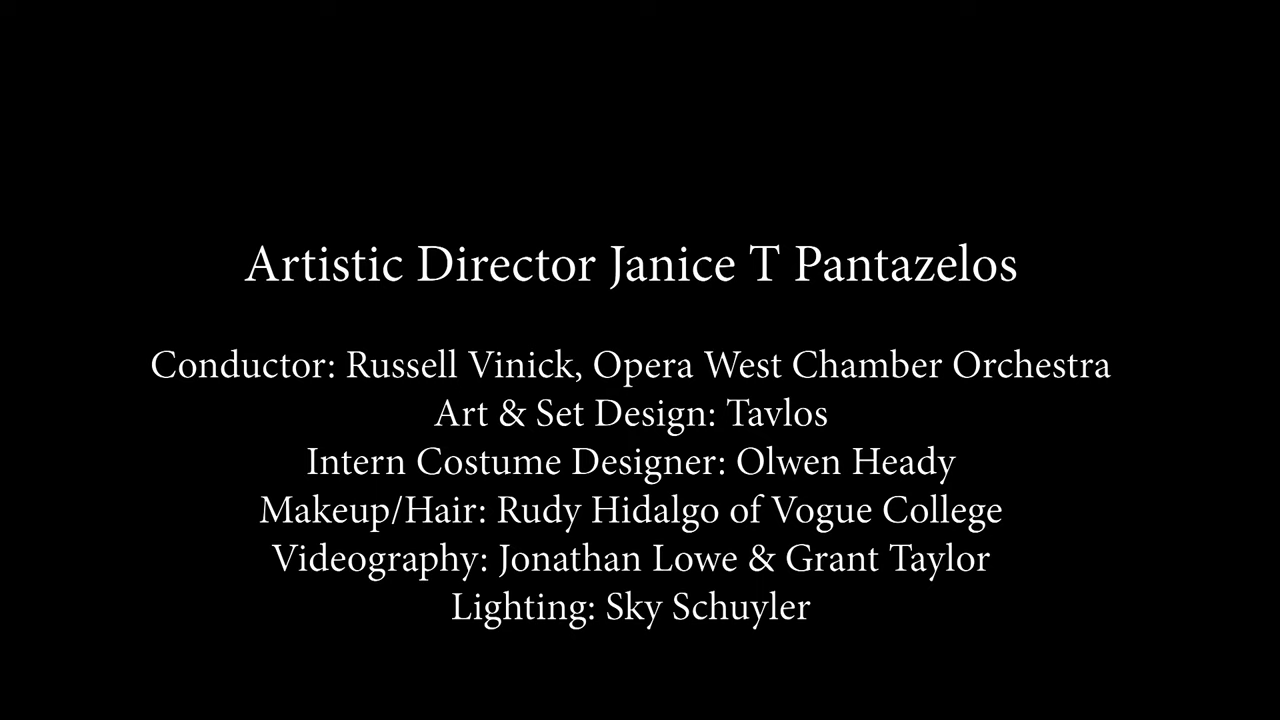 Artistic Director Janice T Pantazelos
Conductor: Russell Vinick, Opera West Chamber Orchestra
Art & Set Design: Tavlos
Intern Costume Designer: Olwen Heady
Makeup/Hair: Rudy Hidalgo of Vogue College
Videography: Jonathan Lowe & Grant Taylor
Lighting: Sky Schuyler